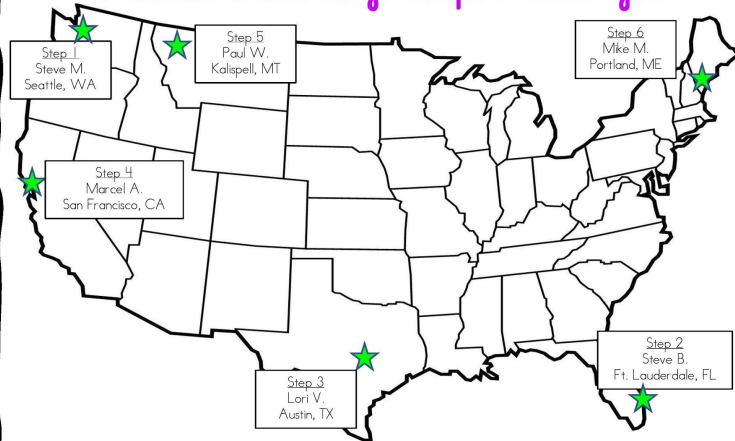 Step 1
Steve M.
Seattle, WA
Step 5
Paul W.
Kalispell, MT
Step 6
Mike M.
Portland, ME
Step 4
Marcel A.
San Francisco, CA
Step 2
Steve B.
Ft. Lauderdale, FL
Step 3
Lori V.
Austin, TX